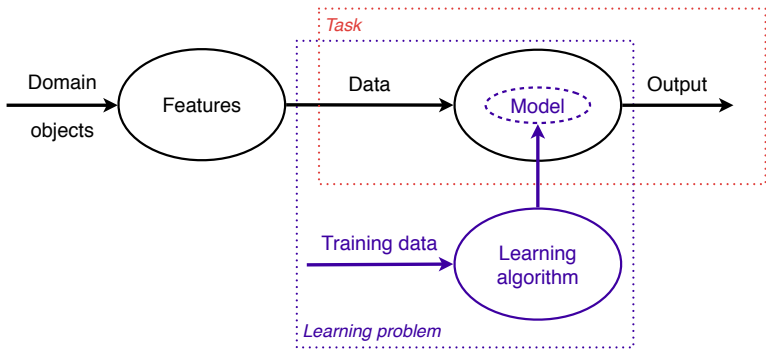 Task
Domain
objects
Features
Data
Model
Output
Training data
Learning
algorithm
Learning problem